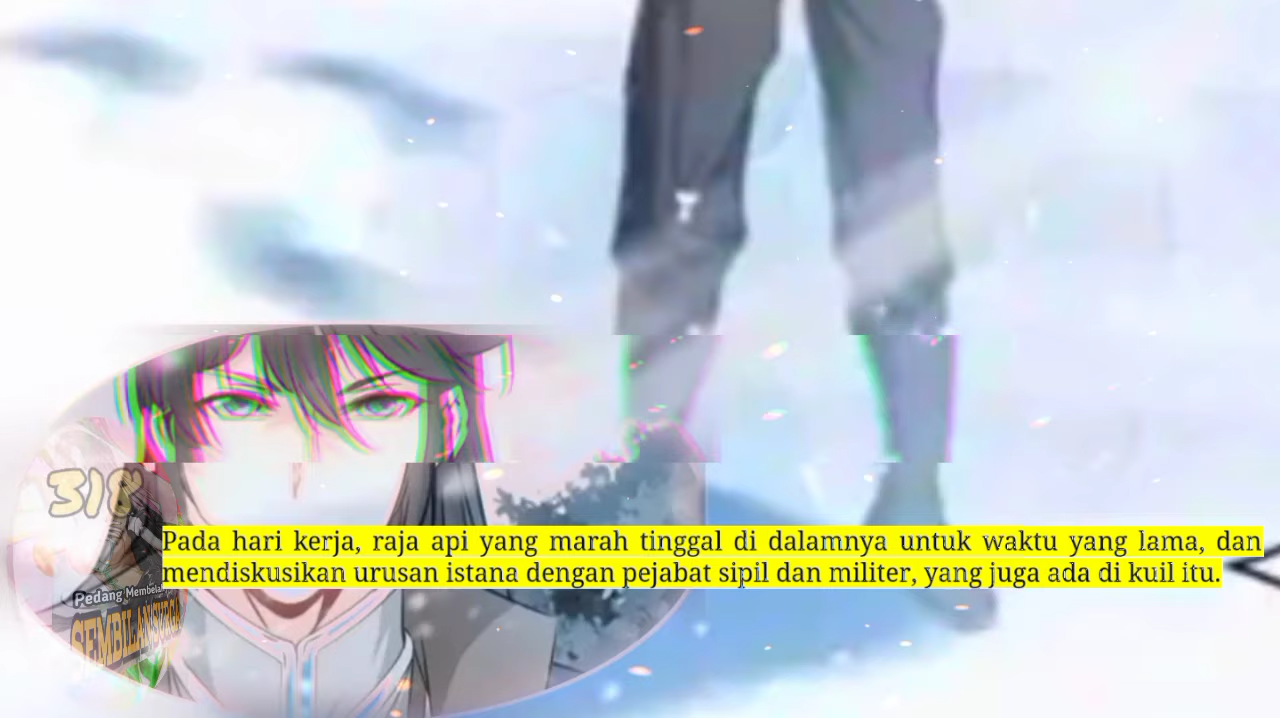 318
Pada hari kerja, raja api yang marah tinggal di dalamnya untuk waktu yang lama, dan
mendiskusikan urusan istana dengan pejabat sipil dan militer, yang juga ada di kuil itu.
Pedang Membelah
SEMBILAN SURGA